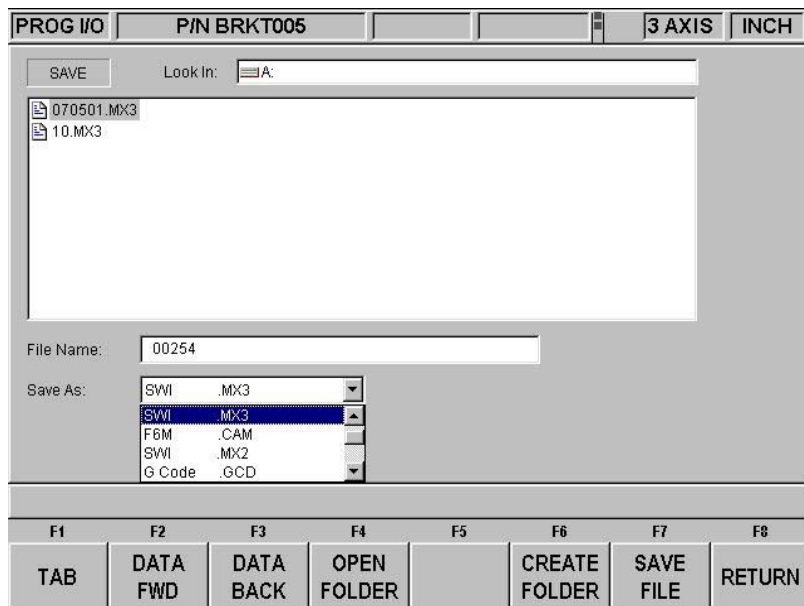 PROG I/O P/N BRKT005 3 AXIS INCH
SAVE Look In: A:
070501.MX3
10.MX3
File Name: 00254
Save As: SWI .MX3
SWI .MX3
F6M .CAM
SWI .MX2
G Code .GCD
F1 F2 F3 F4 F5 F6 F7 F8
TAB DATA FWD DATA BACK OPEN FOLDER CREATE FOLDER SAVE FILE RETURN